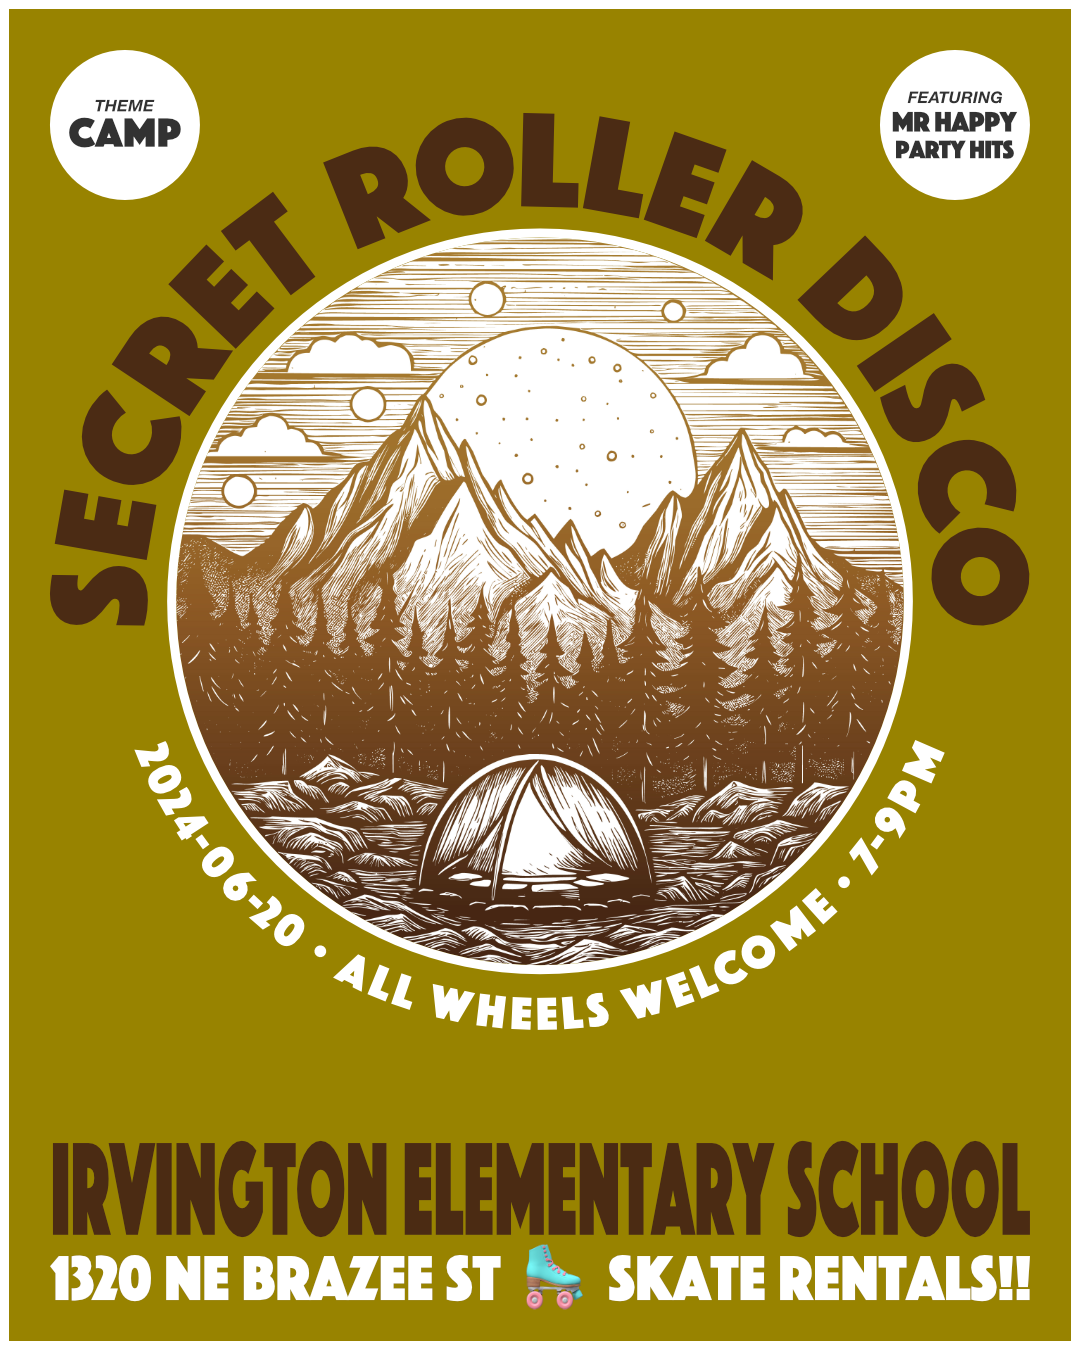 THEME
CAMP
FEATURING
MR HAPPY
PARTY HITS
SECRET ROLLER DISCO
2024-06-20 • ALL WHEELS WELCOME • 7-9PM
IRVINGTON ELEMENTARY SCHOOL
1320 NE BRAZEE ST 🛼 SKATE RENTALS!!